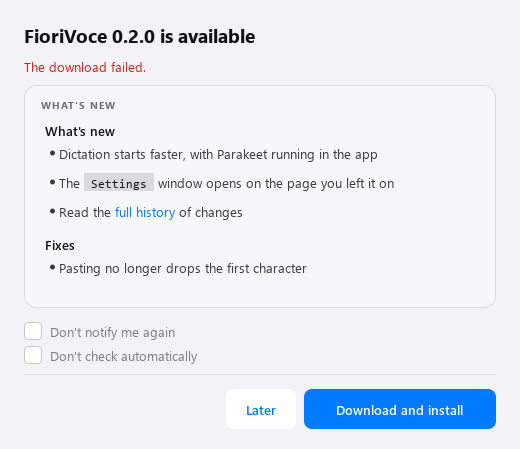 FioriVoce 0.2.0 is available
The download failed.
WHAT'S NEW
What's new
• Dictation starts faster, with Parakeet running in the app
• The Settings window opens on the page you left it on
• Read the full history of changes
Fixes
• Pasting no longer drops the first character
Don't notify me again
Don't check automatically
Later
Download and install